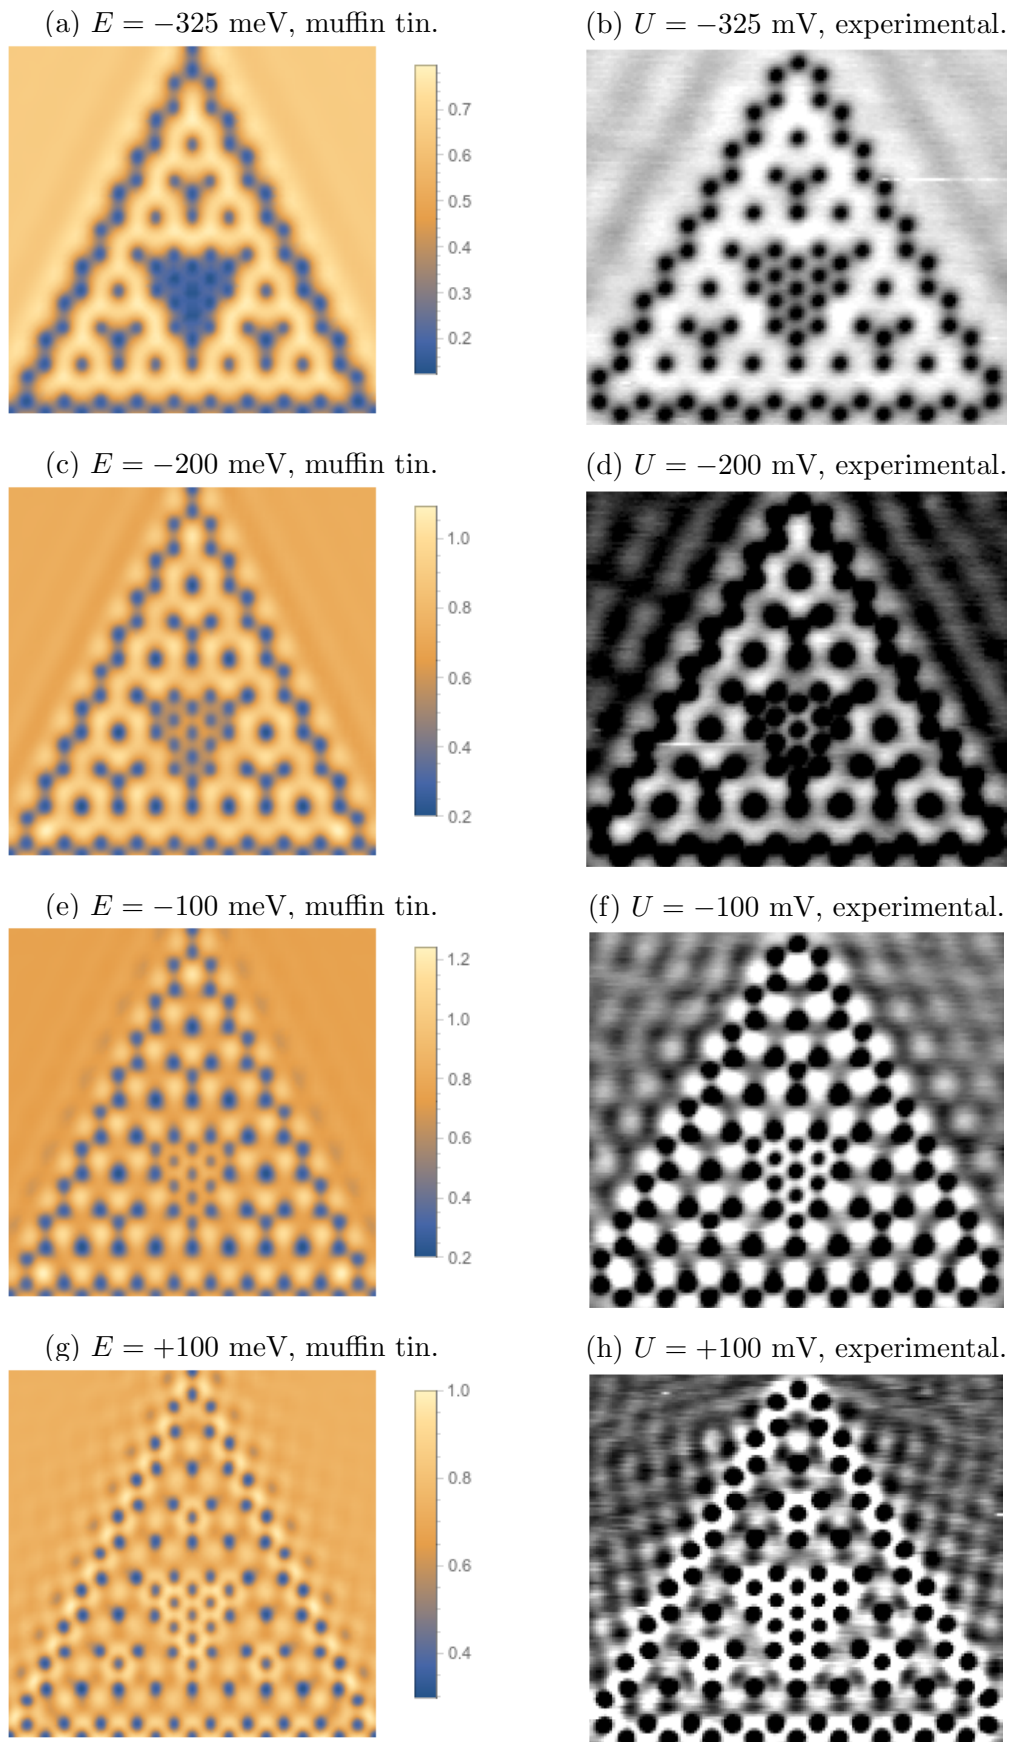 (a) E = −325 meV, muffin tin.
(b) U = −325 mV, experimental.
0.7
0.6
0.5
0.4
0.3
0.2
(c) E = −200 meV, muffin tin.
(d) U = −200 mV, experimental.
1.0
0.8
0.6
0.4
0.2
(e) E = −100 meV, muffin tin.
(f) U = −100 mV, experimental.
1.2
1.0
0.8
0.6
0.4
0.2
(g) E = +100 meV, muffin tin.
(h) U = +100 mV, experimental.
1.0
0.8
0.6
0.4